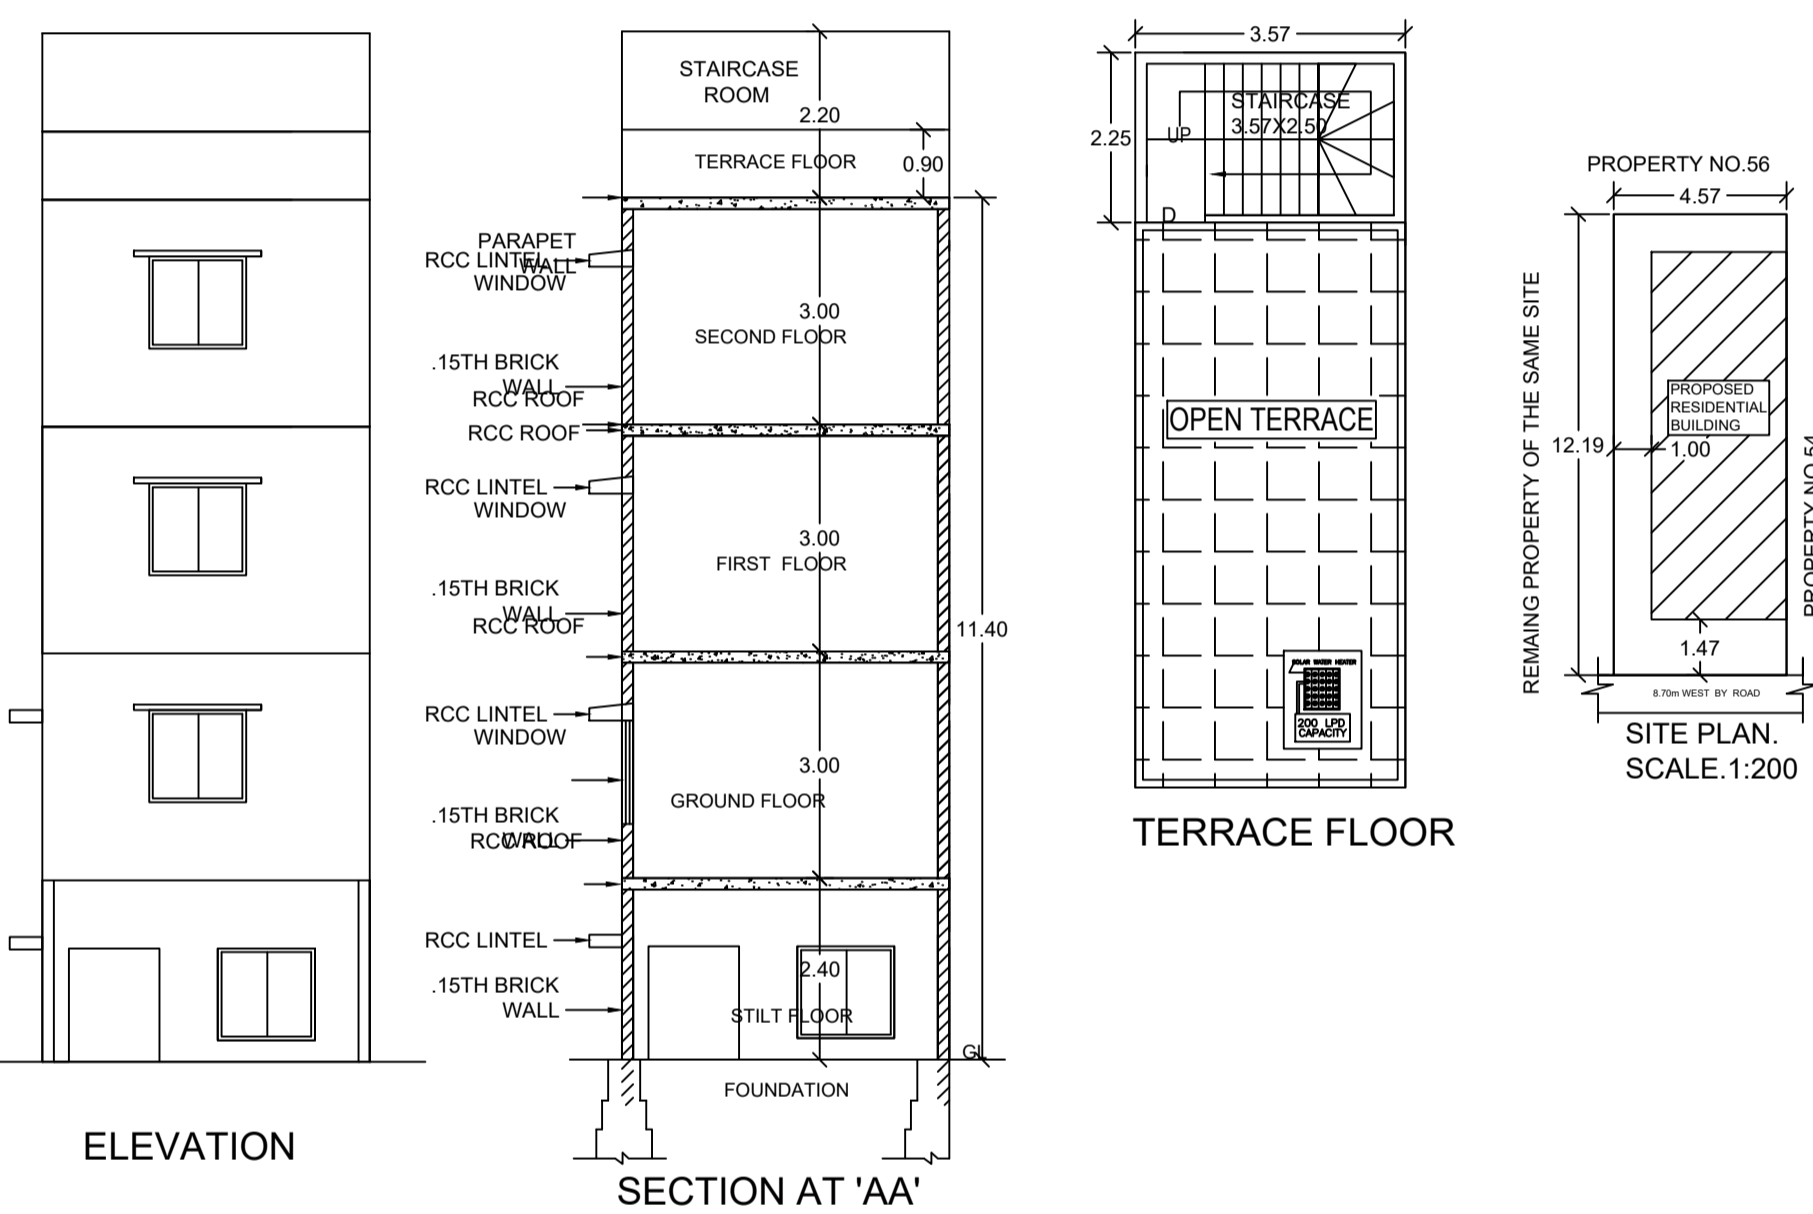 ELEVATION
STAIRCASE
ROOM
2.20
TERRACE FLOOR
0.90
PARAPET
WALL
RCC LINTEL
WINDOW
3.00
SECOND FLOOR
.15TH BRICK
WALL
RCC ROOF
RCC ROOF
RCC LINTEL
WINDOW
3.00
FIRST FLOOR
.15TH BRICK
WALL
RCC ROOF
11.40
RCC LINTEL
WINDOW
3.00
GROUND FLOOR
.15TH BRICK
WALL
RCC ROOF
RCC LINTEL
2.40
.15TH BRICK
WALL
STILT FLOOR
GL
FOUNDATION
SECTION AT 'AA'
3.57
2.25
STAIRCASE
3.57X2.50
UP
D
OPEN TERRACE
SOLAR WATER HEATER
200 LPD
CAPACITY
TERRACE FLOOR
PROPERTY NO.56
4.57
REMAING PROPERTY OF THE SAME SITE
12.19
PROPOSED
RESIDENTIAL
BUILDING
1.00
PROPERTY NO.54
1.47
8.70m WEST BY ROAD
SITE PLAN.
SCALE.1:200